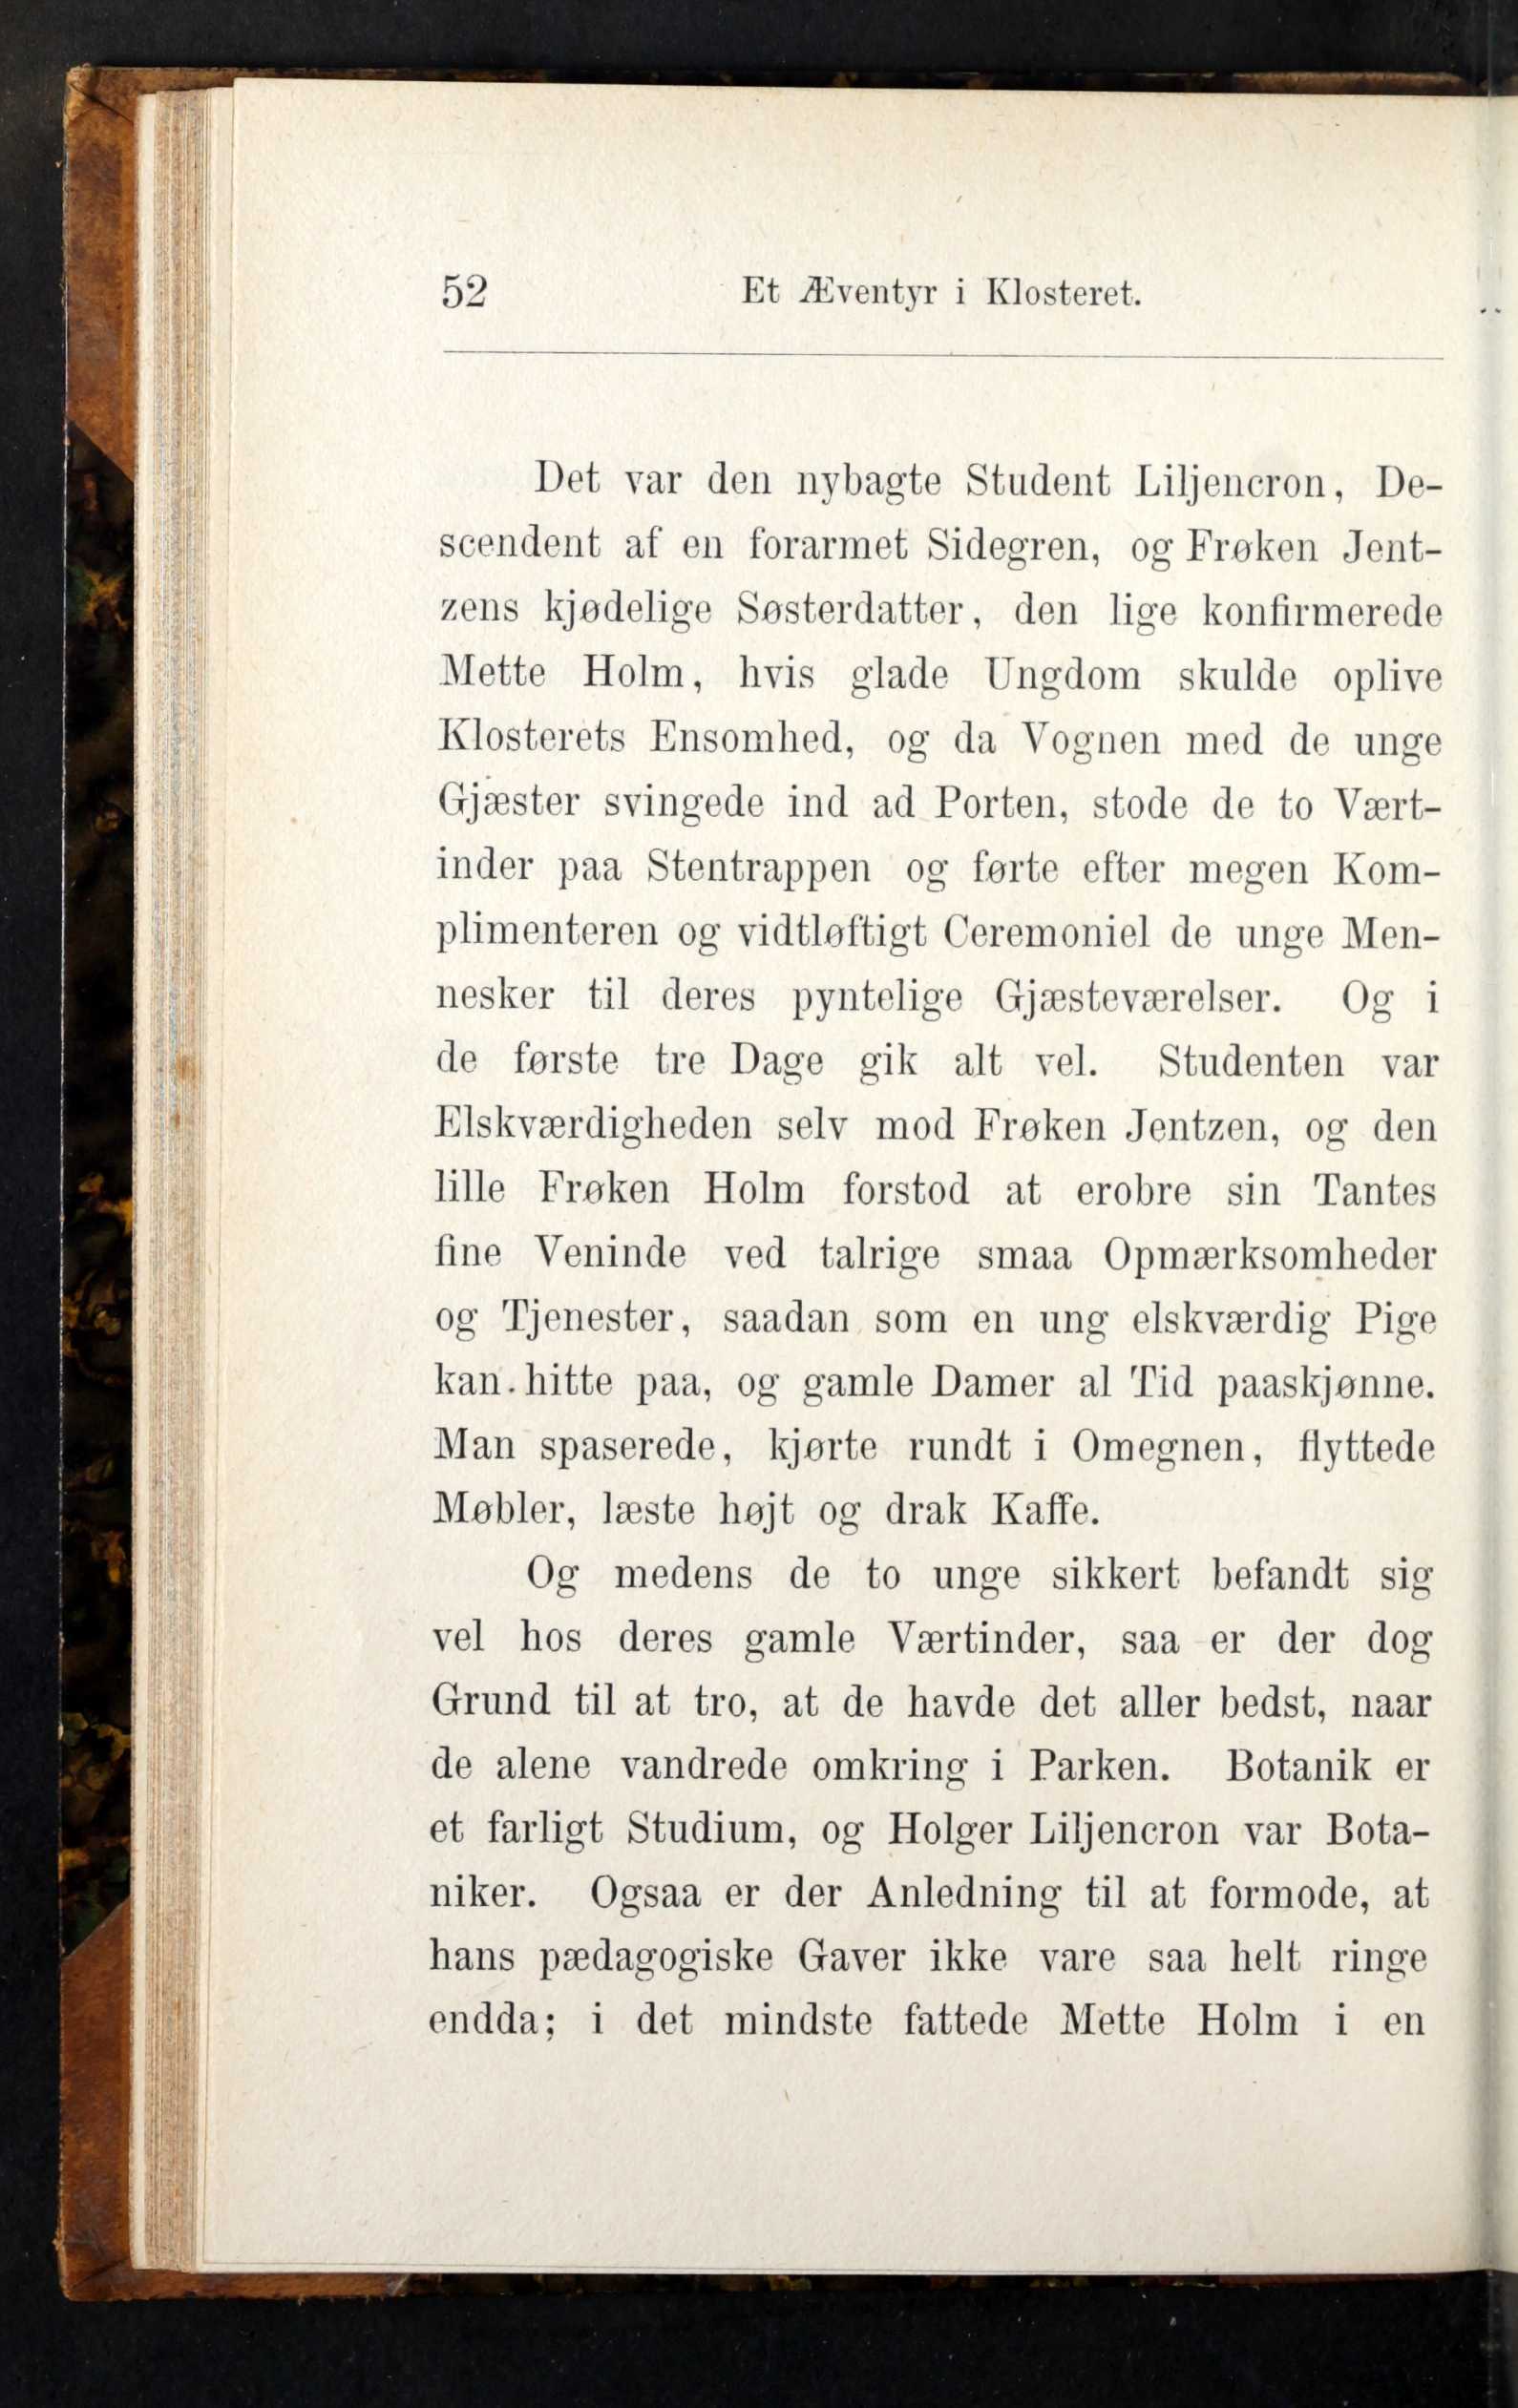 52
Et Æventyr i Klosteret.
Det var den nybagte Student Liljencron, De-
scendent af en forarmet Sidegren, og Frøken Jent-
zens kjødelige Søsterdatter, den lige konfirmerede
Mette Holm, hvis glade Ungdom skulde oplive
Klosterets Ensomhed, og da Vognen med de unge
Gjæster svingede ind ad Porten, stode de to Vært-
inder paa Stentrappen og førte efter megen Kom-
plimenteren og vidtløftigt Ceremoniel de unge Men-
nesker til deres pyntelige Gjæsteværelser. Og i
de første tre Dage gik alt vel. Studenten var
Elskværdigheden selv mod Frøken Jentzen, og den
lille Frøken Holm forstod at erobre sin Tantes
fine Veninde ved talrige smaa Opmærksomheder
og Tjenester, saadan som en ung elskværdig Pige
kan hitte paa, og gamle Damer al Tid paaskjønne.
Man spaserede, kjørte rundt i Omegnen, flyttede
Møbler, læste højt og drak Kaffe.
Og medens de to unge sikkert befandt sig
vel hos deres gamle Værtinder, saa er der dog
Grund til at tro, at de havde det aller bedst, naar
de alene vandrede omkring i Parken. Botanik er
et farligt Studium, og Holger Liljencron var Bota-
niker. Ogsaa er der Anledning til at formode, at
hans pædagogiske Gaver ikke vare saa helt ringe
endda; i det mindste fattede Mette Holm i en